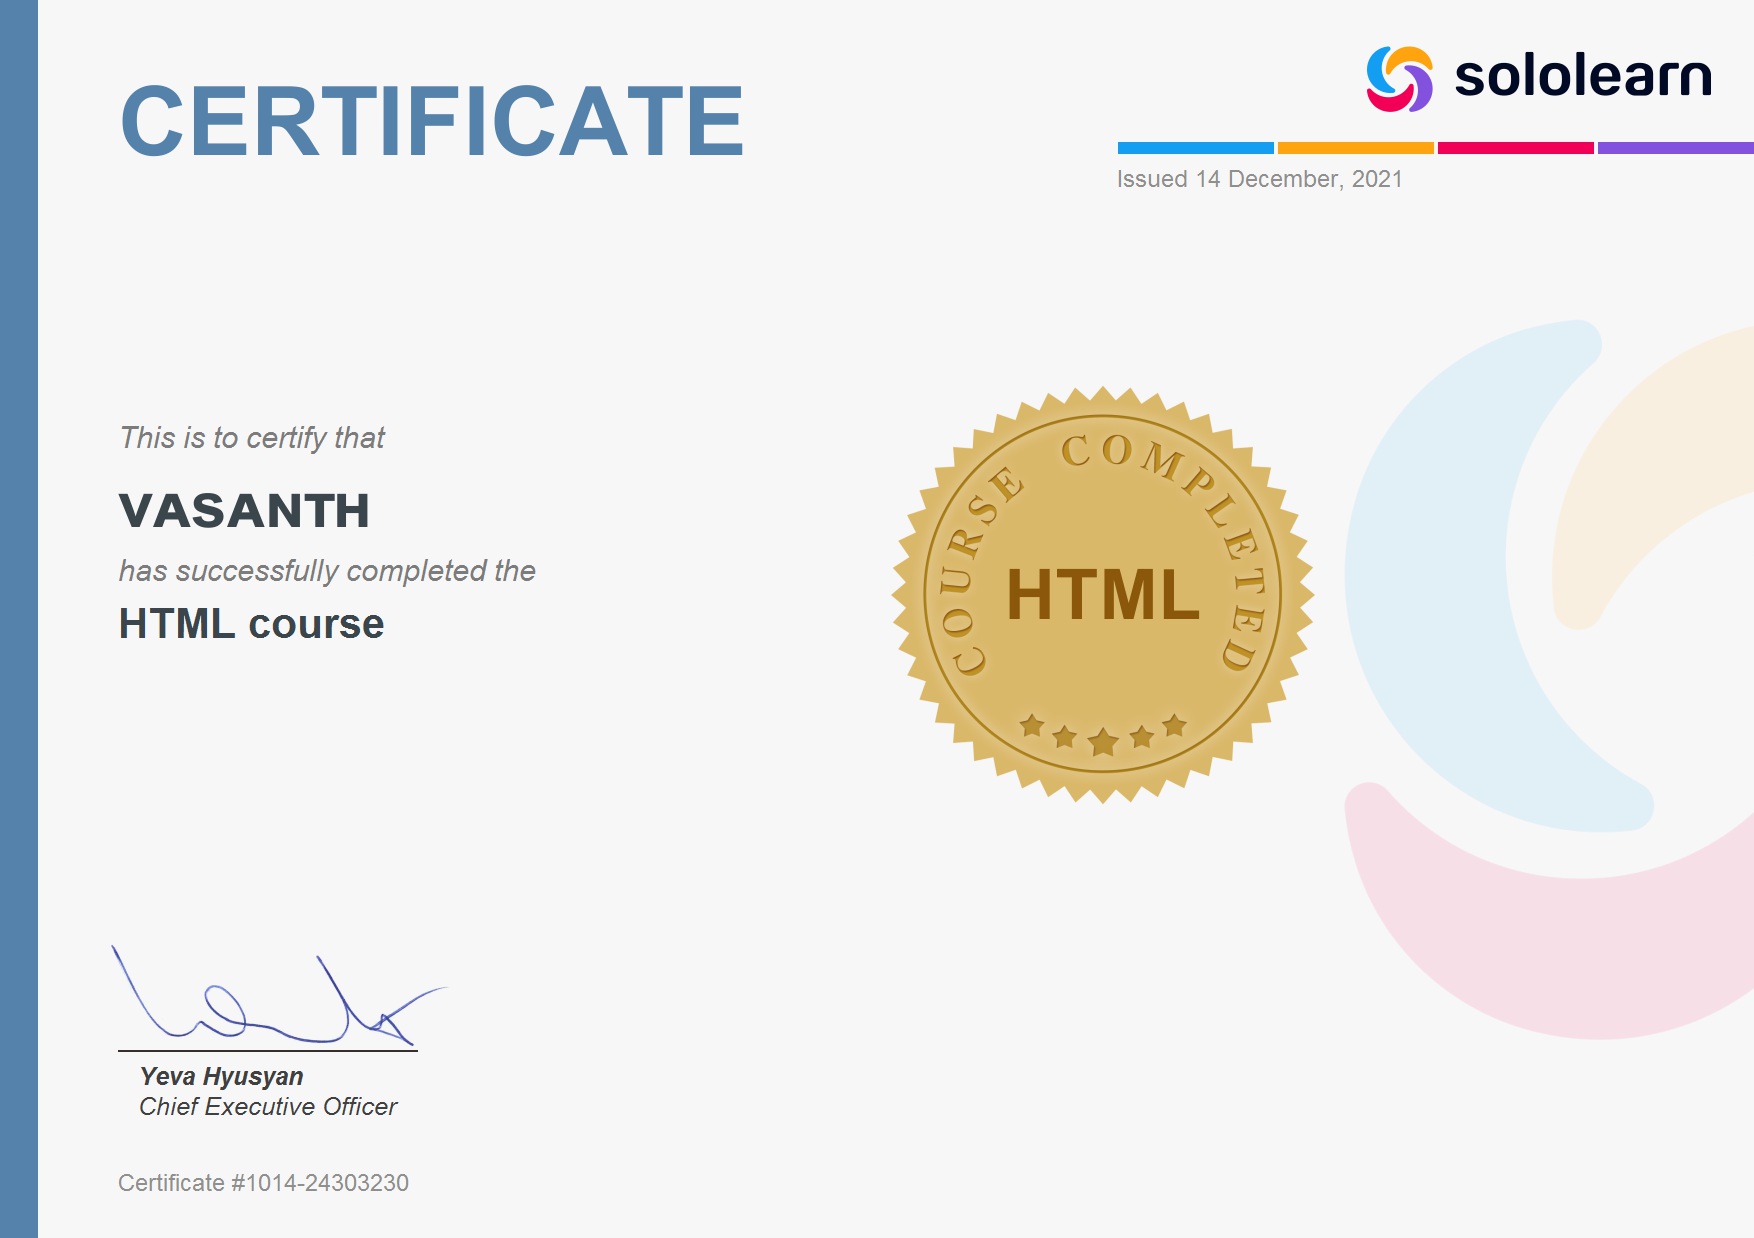 CERTIFICATE
sololearn
Issued 14 December, 2021
This is to certify that
VASANTH
has successfully completed the
HTML course
COURSE COMPLETED
HTML
Yeva Hyusyan
Chief Executive Officer
Certificate #1014-24303230